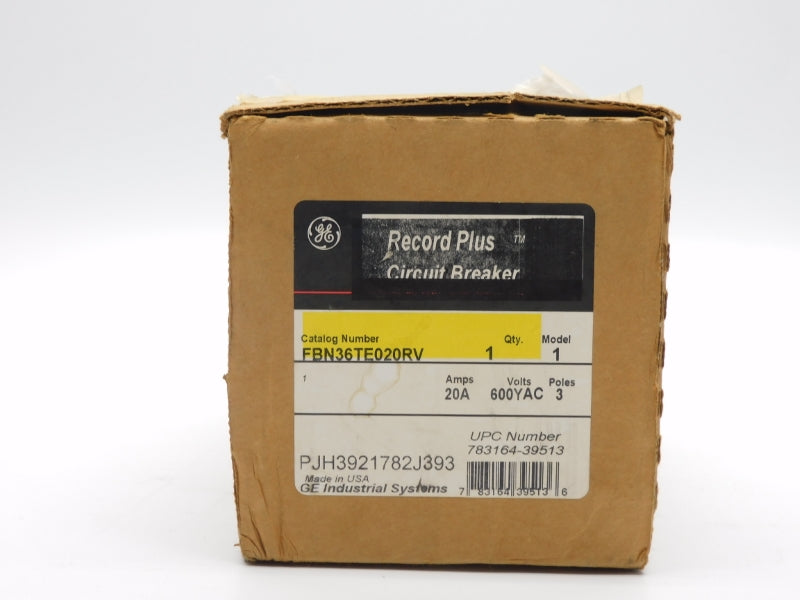 GE
Record Plus TM
Circuit Breaker
Catalog Number Qty. Model
FBN36TE020RV 1 1
1 Amps Volts Poles
20A 600YAC 3
UPC Number
783164-39513
PJH3921782J393
Made in USA
GE Industrial Systems
7 83164 39513 6